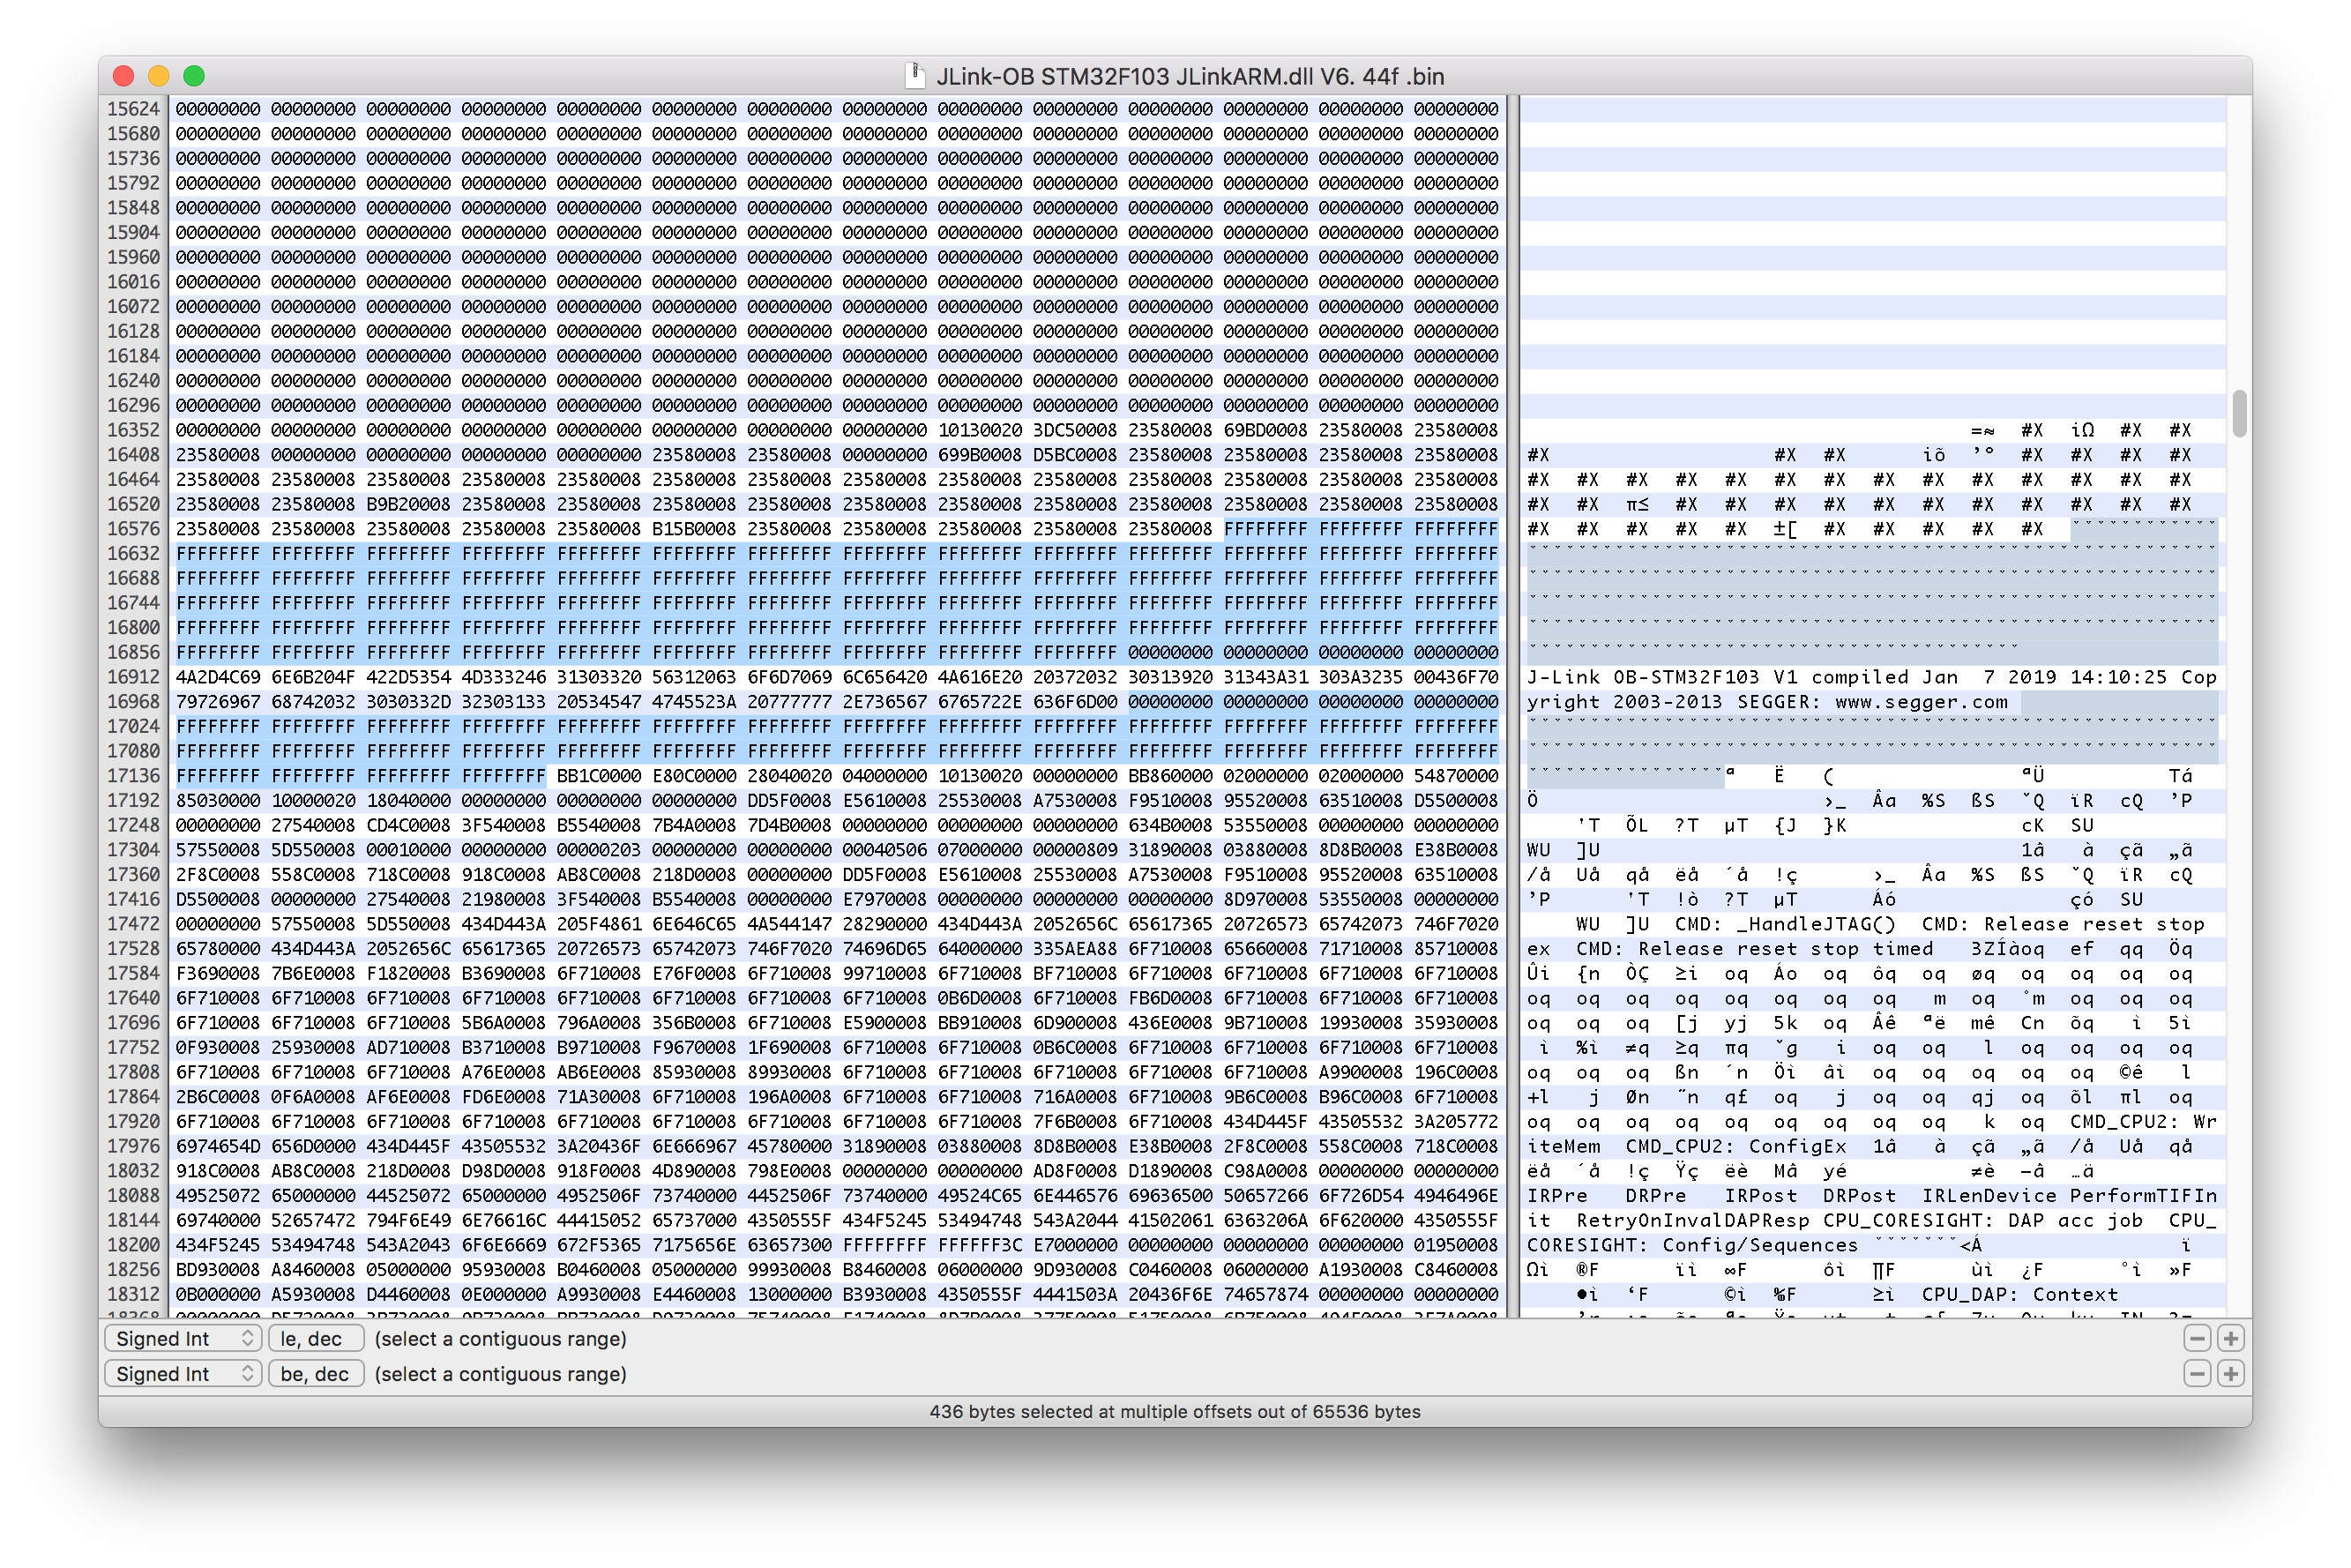 JLink-OB STM32F103 JLinkARM.dll V6. 44f .bin
15624 00000000 00000000 00000000 00000000 00000000 00000000 00000000 00000000 00000000 00000000 00000000 00000000 00000000 00000000
15680 00000000 00000000 00000000 00000000 00000000 00000000 00000000 00000000 00000000 00000000 00000000 00000000 00000000 00000000
15736 00000000 00000000 00000000 00000000 00000000 00000000 00000000 00000000 00000000 00000000 00000000 00000000 00000000 00000000
15792 00000000 00000000 00000000 00000000 00000000 00000000 00000000 00000000 00000000 00000000 00000000 00000000 00000000 00000000
15848 00000000 00000000 00000000 00000000 00000000 00000000 00000000 00000000 00000000 00000000 00000000 00000000 00000000 00000000
15904 00000000 00000000 00000000 00000000 00000000 00000000 00000000 00000000 00000000 00000000 00000000 00000000 00000000 00000000
15960 00000000 00000000 00000000 00000000 00000000 00000000 00000000 00000000 00000000 00000000 00000000 00000000 00000000 00000000
16016 00000000 00000000 00000000 00000000 00000000 00000000 00000000 00000000 00000000 00000000 00000000 00000000 00000000 00000000
16072 00000000 00000000 00000000 00000000 00000000 00000000 00000000 00000000 00000000 00000000 00000000 00000000 00000000 00000000
16128 00000000 00000000 00000000 00000000 00000000 00000000 00000000 00000000 00000000 00000000 00000000 00000000 00000000 00000000
16184 00000000 00000000 00000000 00000000 00000000 00000000 00000000 00000000 00000000 00000000 00000000 00000000 00000000 00000000
16240 00000000 00000000 00000000 00000000 00000000 00000000 00000000 00000000 00000000 00000000 00000000 00000000 00000000 00000000
16296 00000000 00000000 00000000 00000000 00000000 00000000 00000000 00000000 00000000 00000000 00000000 00000000 00000000 00000000
16352 00000000 00000000 00000000 00000000 00000000 00000000 00000000 00000000 10130020 3DC50008 23580008 69BD0008 23580008 23580008 =≈ #X iΩ #X #X
16408 23580008 00000000 00000000 00000000 00000000 23580008 23580008 00000000 699B0008 D5BC0008 23580008 23580008 23580008 23580008 #X #X #X iõ ’º #X #X #X #X
16464 23580008 23580008 23580008 23580008 23580008 23580008 23580008 23580008 23580008 23580008 23580008 23580008 23580008 23580008 #X #X #X #X #X #X #X #X #X #X #X #X #X #X
16520 23580008 23580008 B9B20008 23580008 23580008 23580008 23580008 23580008 23580008 23580008 23580008 23580008 23580008 23580008 #X #X π≤ #X #X #X #X #X #X #X #X #X #X #X
16576 23580008 23580008 23580008 23580008 23580008 B15B0008 23580008 23580008 23580008 23580008 23580008 FFFFFFFF FFFFFFFF FFFFFFFF #X #X #X #X #X ±[ #X #X #X #X #X
16632 FFFFFFFF FFFFFFFF FFFFFFFF FFFFFFFF FFFFFFFF FFFFFFFF FFFFFFFF FFFFFFFF FFFFFFFF FFFFFFFF FFFFFFFF FFFFFFFF FFFFFFFF FFFFFFFF
16688 FFFFFFFF FFFFFFFF FFFFFFFF FFFFFFFF FFFFFFFF FFFFFFFF FFFFFFFF FFFFFFFF FFFFFFFF FFFFFFFF FFFFFFFF FFFFFFFF FFFFFFFF FFFFFFFF
16744 FFFFFFFF FFFFFFFF FFFFFFFF FFFFFFFF FFFFFFFF FFFFFFFF FFFFFFFF FFFFFFFF FFFFFFFF FFFFFFFF FFFFFFFF FFFFFFFF FFFFFFFF FFFFFFFF
16800 FFFFFFFF FFFFFFFF FFFFFFFF FFFFFFFF FFFFFFFF FFFFFFFF FFFFFFFF FFFFFFFF FFFFFFFF FFFFFFFF FFFFFFFF FFFFFFFF FFFFFFFF FFFFFFFF
16856 FFFFFFFF FFFFFFFF FFFFFFFF FFFFFFFF FFFFFFFF FFFFFFFF FFFFFFFF FFFFFFFF FFFFFFFF FFFFFFFF 00000000 00000000 00000000 00000000
16912 4A2D4C69 6E6B204F 422D5354 4D333246 31303320 56312063 6F6D7069 6C656420 4A616E20 20372032 30313920 31343A31 303A3235 00436F70 J-Link OB-STM32F103 V1 compiled Jan  7 2019 14:10:25 Cop
16968 79726967 68742032 3030332D 32303133 20534547 4745523A 20777777 2E736567 6765722E 636F6D00 00000000 00000000 00000000 00000000 yright 2003-2013 SEGGER: www.segger.com
17024 FFFFFFFF FFFFFFFF FFFFFFFF FFFFFFFF FFFFFFFF FFFFFFFF FFFFFFFF FFFFFFFF FFFFFFFF FFFFFFFF FFFFFFFF FFFFFFFF FFFFFFFF FFFFFFFF
17080 FFFFFFFF FFFFFFFF FFFFFFFF FFFFFFFF FFFFFFFF FFFFFFFF FFFFFFFF FFFFFFFF FFFFFFFF FFFFFFFF FFFFFFFF FFFFFFFF FFFFFFFF FFFFFFFF
17136 FFFFFFFF FFFFFFFF FFFFFFFF FFFFFFFF BB1C0000 E80C0000 28040020 04000000 10130020 00000000 BB860000 02000000 02000000 54870000 ª Ë ( ªÜ Tá
17192 85030000 10000020 18040000 00000000 00000000 00000000 DD5F0008 E5610008 25530008 A7530008 F9510008 95520008 63510008 D5500008 Ö ›_ Âa %S ßS ˘Q ïR cQ ’P
17248 00000000 27540008 CD4C0008 3F540008 B5540008 7B4A0008 7D4B0008 00000000 00000000 00000000 634B0008 53550008 00000000 00000000 'T ÕL ?T µT {J }K cK SU
17304 57550008 5D550008 00010000 00000000 00000203 00000000 00000000 00040506 07000000 00000809 31890008 03880008 8D8B0008 E38B0008 WU ]U 1â à çã „ã
17360 2F8C0008 558C0008 718C0008 918C0008 AB8C0008 218D0008 00000000 DD5F0008 E5610008 25530008 A7530008 F9510008 95520008 63510008 /å Uå qå ëå ´å !ç ›_ Âa %S ßS ˘Q ïR cQ
17416 D5500008 00000000 27540008 21980008 3F540008 B5540008 00000000 E7970008 00000000 00000000 8D970008 53550008 00000000 00000000 ’P 'T !ò ?T µT Áó çó SU
17472 00000000 57550008 5D550008 434D443A 205F4861 6E646C65 4A544147 28290000 434D443A 2052656C 65617365 20726573 65742073 746F7020 WU ]U CMD: _HandleJTAG() CMD: Release reset stop
17528 65780000 434D443A 2052656C 65617365 20726573 65742073 746F7020 74696D65 64000000 335AEA88 6F710008 65660008 71710008 85710008 ex CMD: Release reset stop timed 3ZÍàoq ef qq Öq
17584 F3690008 7B6E0008 F1820008 B3690008 6F710008 E76F0008 6F710008 99710008 6F710008 BF710008 6F710008 6F710008 6F710008 6F710008 Ûi {n ÒÇ ≥i oq Áo oq ôq oq øq oq oq oq oq
17640 6F710008 6F710008 6F710008 6F710008 6F710008 6F710008 6F710008 6F710008 0B6D0008 6F710008 FB6D0008 6F710008 6F710008 6F710008 oq oq oq oq oq oq oq oq m oq ˚m oq oq oq
17696 6F710008 6F710008 6F710008 5B6A0008 796A0008 356B0008 6F710008 E5900008 BB910008 6D900008 436E0008 9B710008 19930008 35930008 oq oq oq [j yj 5k oq Âê ªë mê Cn õq ì 5ì
17752 0F930008 25930008 AD710008 B3710008 B9710008 F9670008 1F690008 6F710008 6F710008 0B6C0008 6F710008 6F710008 6F710008 6F710008 ì %ì ≠q ≥q πq ˘g i oq oq l oq oq oq oq
17808 6F710008 6F710008 6F710008 A76E0008 AB6E0008 85930008 89930008 6F710008 6F710008 6F710008 6F710008 6F710008 A9900008 196C0008 oq oq oq ßn ´n Öì âì oq oq oq oq oq ©ê l
17864 2B6C0008 0F6A0008 AF6E0008 FD6E0008 71A30008 6F710008 196A0008 6F710008 6F710008 716A0008 6F710008 9B6C0008 B96C0008 6F710008 +l j Øn ˝n q£ oq j oq oq qj oq õl πl oq
17920 6F710008 6F710008 6F710008 6F710008 6F710008 6F710008 6F710008 6F710008 6F710008 7F6B0008 6F710008 434D445F 43505532 3A205772 oq oq oq oq oq oq oq oq oq k oq CMD_CPU2: Wr
17976 6974654D 656D0000 434D445F 43505532 3A20436F 6E666967 45780000 31890008 03880008 8D8B0008 E38B0008 2F8C0008 558C0008 718C0008 iteMem CMD_CPU2: ConfigEx 1â à çã „ã /å Uå qå
18032 918C0008 AB8C0008 218D0008 D98D0008 918F0008 4D890008 798E0008 00000000 00000000 AD8F0008 D1890008 C98A0008 00000000 00000000 ëå ´å !ç Ÿç ëè Mâ yé ≠è —â …ä
18088 49525072 65000000 44525072 65000000 4952506F 73740000 4452506F 73740000 49524C65 6E446576 69636500 50657266 6F726D54 4946496E IRPre DRPre IRPost DRPost IRLenDevice PerformTIFIn
18144 69740000 52657472 794F6E49 6E76616C 44415052 65737000 4350555F 434F5245 53494748 543A2044 41502061 6363206A 6F620000 4350555F it RetryOnInvalDAPResp CPU_CORESIGHT: DAP acc job CPU_
18200 434F5245 53494748 543A2043 6F6E6669 672F5365 7175656E 63657300 FFFFFFFF FFFFFF3C E7000000 00000000 00000000 00000000 01950008 CORESIGHT: Config/Sequences ˇˇˇˇˇˇˇ<Á ï
18256 BD930008 A8460008 05000000 95930008 B0460008 05000000 99930008 B8460008 06000000 9D930008 C0460008 06000000 A1930008 C8460008 Ωì ®F ïì ∞F ôì ∏F ùì ¿F °ì »F
18312 0B000000 A5930008 D4460008 0E000000 A9930008 E4460008 13000000 B3930008 4350555F 4441503A 20436F6E 74657874 00000000 00000000 •ì ‘F ©ì ‰F ≥ì CPU_DAP: Context
Signed Int le, dec (select a contiguous range)
Signed Int be, dec (select a contiguous range)
436 bytes selected at multiple offsets out of 65536 bytes